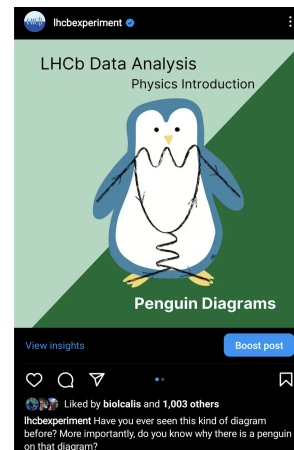 lhcbexperiment
LHCb Data Analysis
Physics Introduction
Penguin Diagrams
View insights
Boost post
Liked by biolcalis and 1,003 others
lhcbexperiment Have you ever seen this kind of diagram
before? More importantly, do you know why there is a penguin
on that diagram?